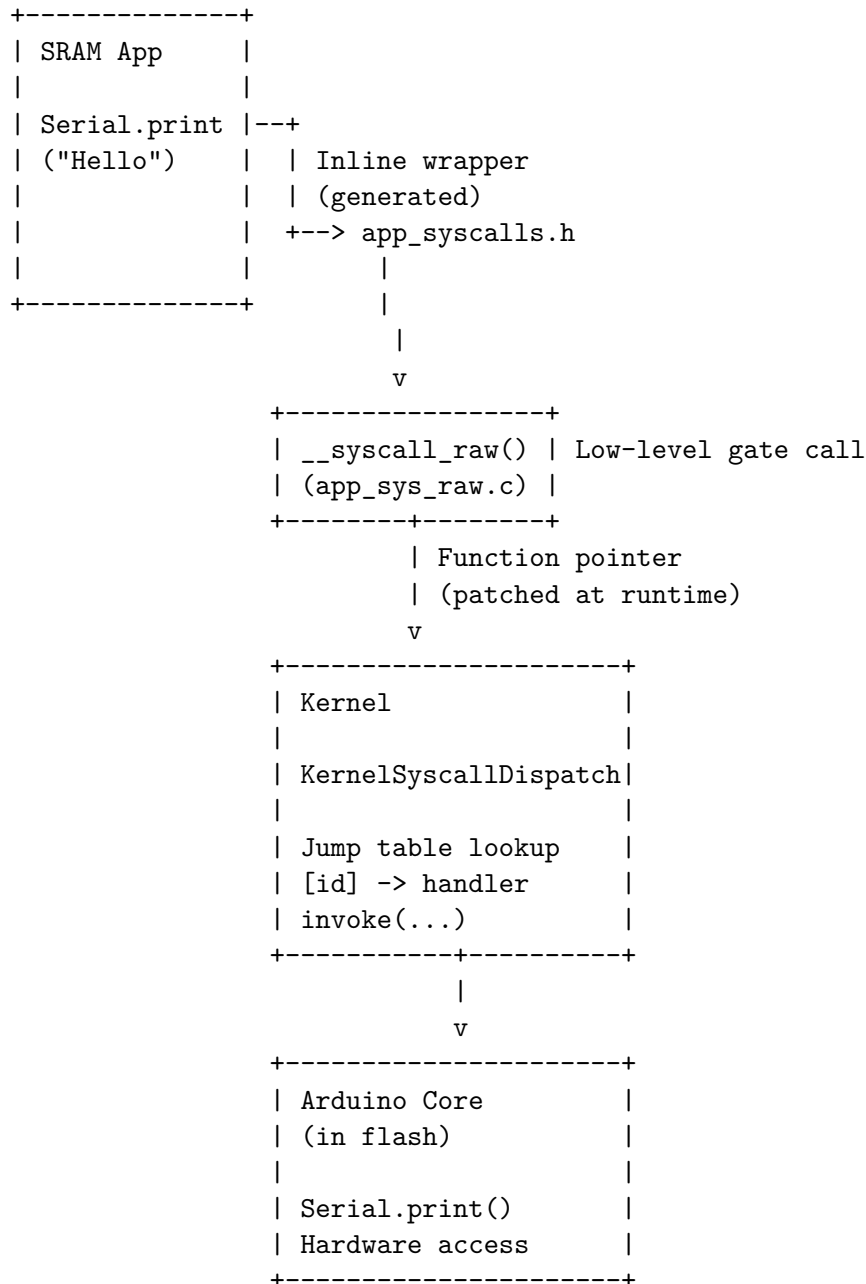 SRAM App
Serial.print
("Hello")
Inline wrapper
(generated)
app_syscalls.h
__syscall_raw()
(app_sys_raw.c)
Low-level gate call
Function pointer
(patched at runtime)
v
Kernel
KernelSyscallDispatch
Jump table lookup
[id] -> handler
invoke(...)
v
Arduino Core
(in flash)
Serial.print()
Hardware access